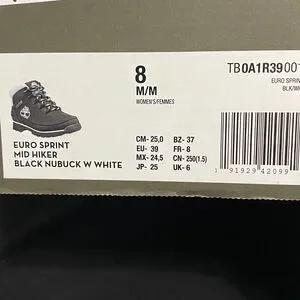 8
M/M
WOMEN'S/FEMMES
TB0A1R39001
EURO SPRIN
BLK/WH
EURO SPRINT
MID HIKER
BLACK NUBUCK W WHITE
CM- 25,0 BZ- 37
EU- 39 FR- 8
MX- 24,5 CN- 250(1.5)
JP- 25 UK- 6
1 91929 42099